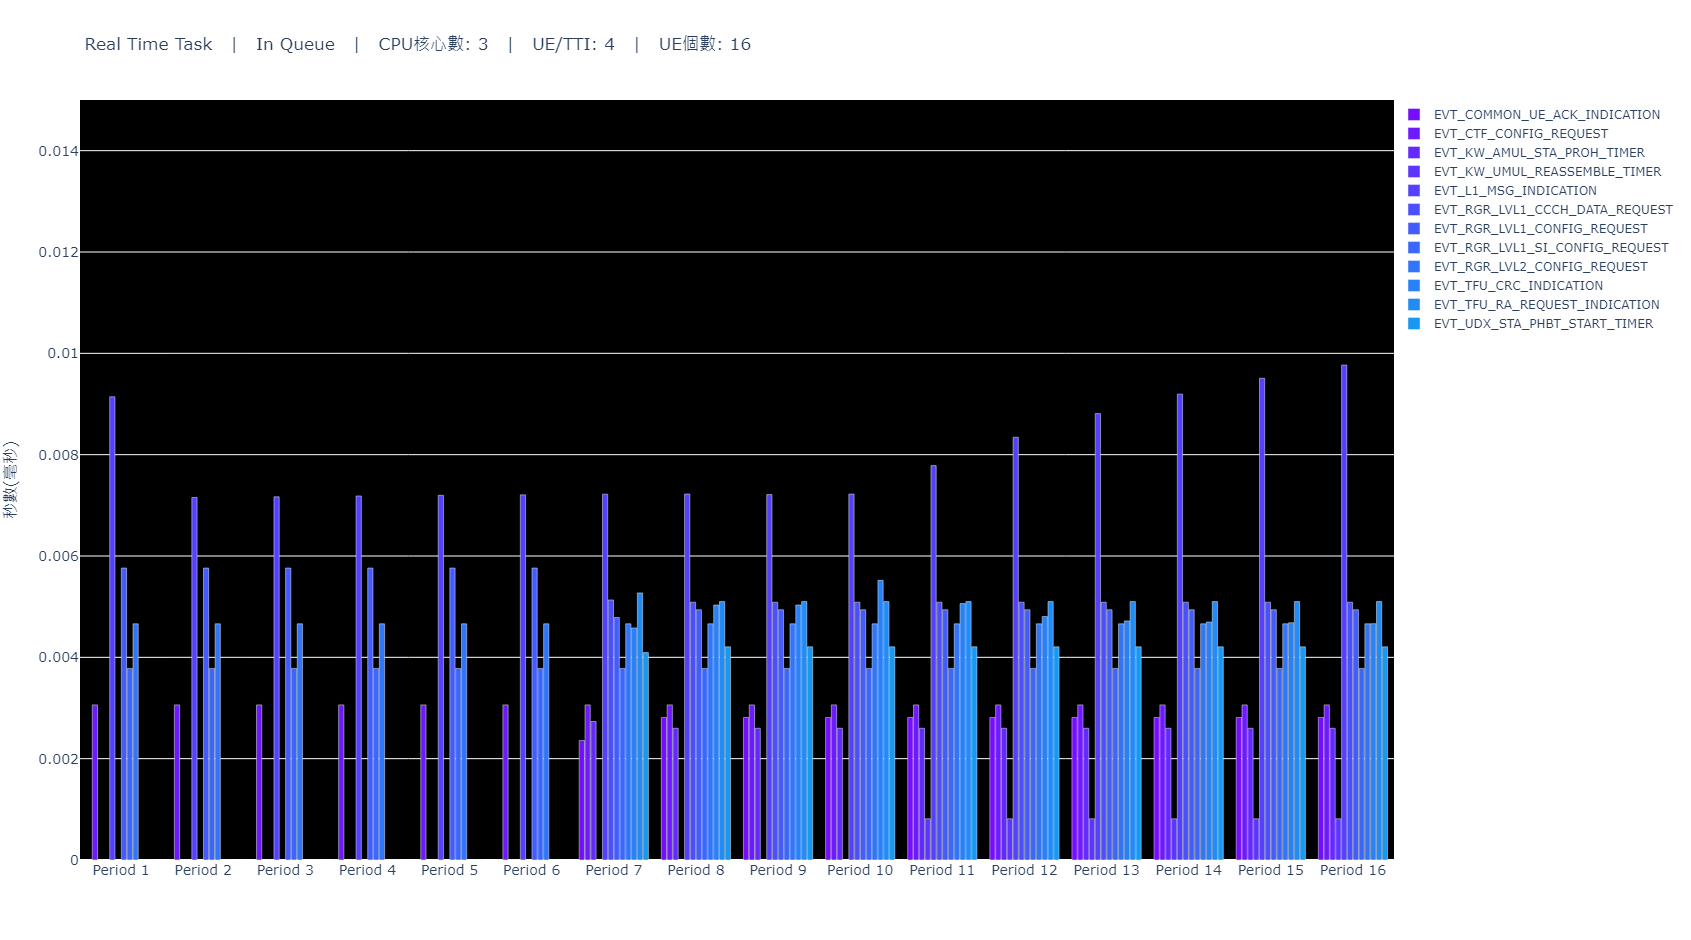 Real Time Task | In Queue | CPU核心數: 3 | UE/TTI: 4 | UE個數: 16
EVT_COMMON_UE_ACK_INDICATION
EVT_CTF_CONFIG_REQUEST
EVT_KW_AMUL_STA_PROH_TIMER
EVT_KW_UMUL_REASSEMBLE_TIMER
EVT_L1_MSG_INDICATION
EVT_RGR_LVL1_CCCH_DATA_REQUEST
EVT_RGR_LVL1_CONFIG_REQUEST
EVT_RGR_LVL1_SI_CONFIG_REQUEST
EVT_RGR_LVL2_CONFIG_REQUEST
EVT_TFU_CRC_INDICATION
EVT_TFU_RA_REQUEST_INDICATION
EVT_UDX_STA_PHBT_START_TIMER
秒數(毫秒)
0.014
0.012
0.01
0.008
0.006
0.004
0.002
0
Period 1 Period 2 Period 3 Period 4 Period 5 Period 6 Period 7 Period 8 Period 9 Period 10 Period 11 Period 12 Period 13 Period 14 Period 15 Period 16